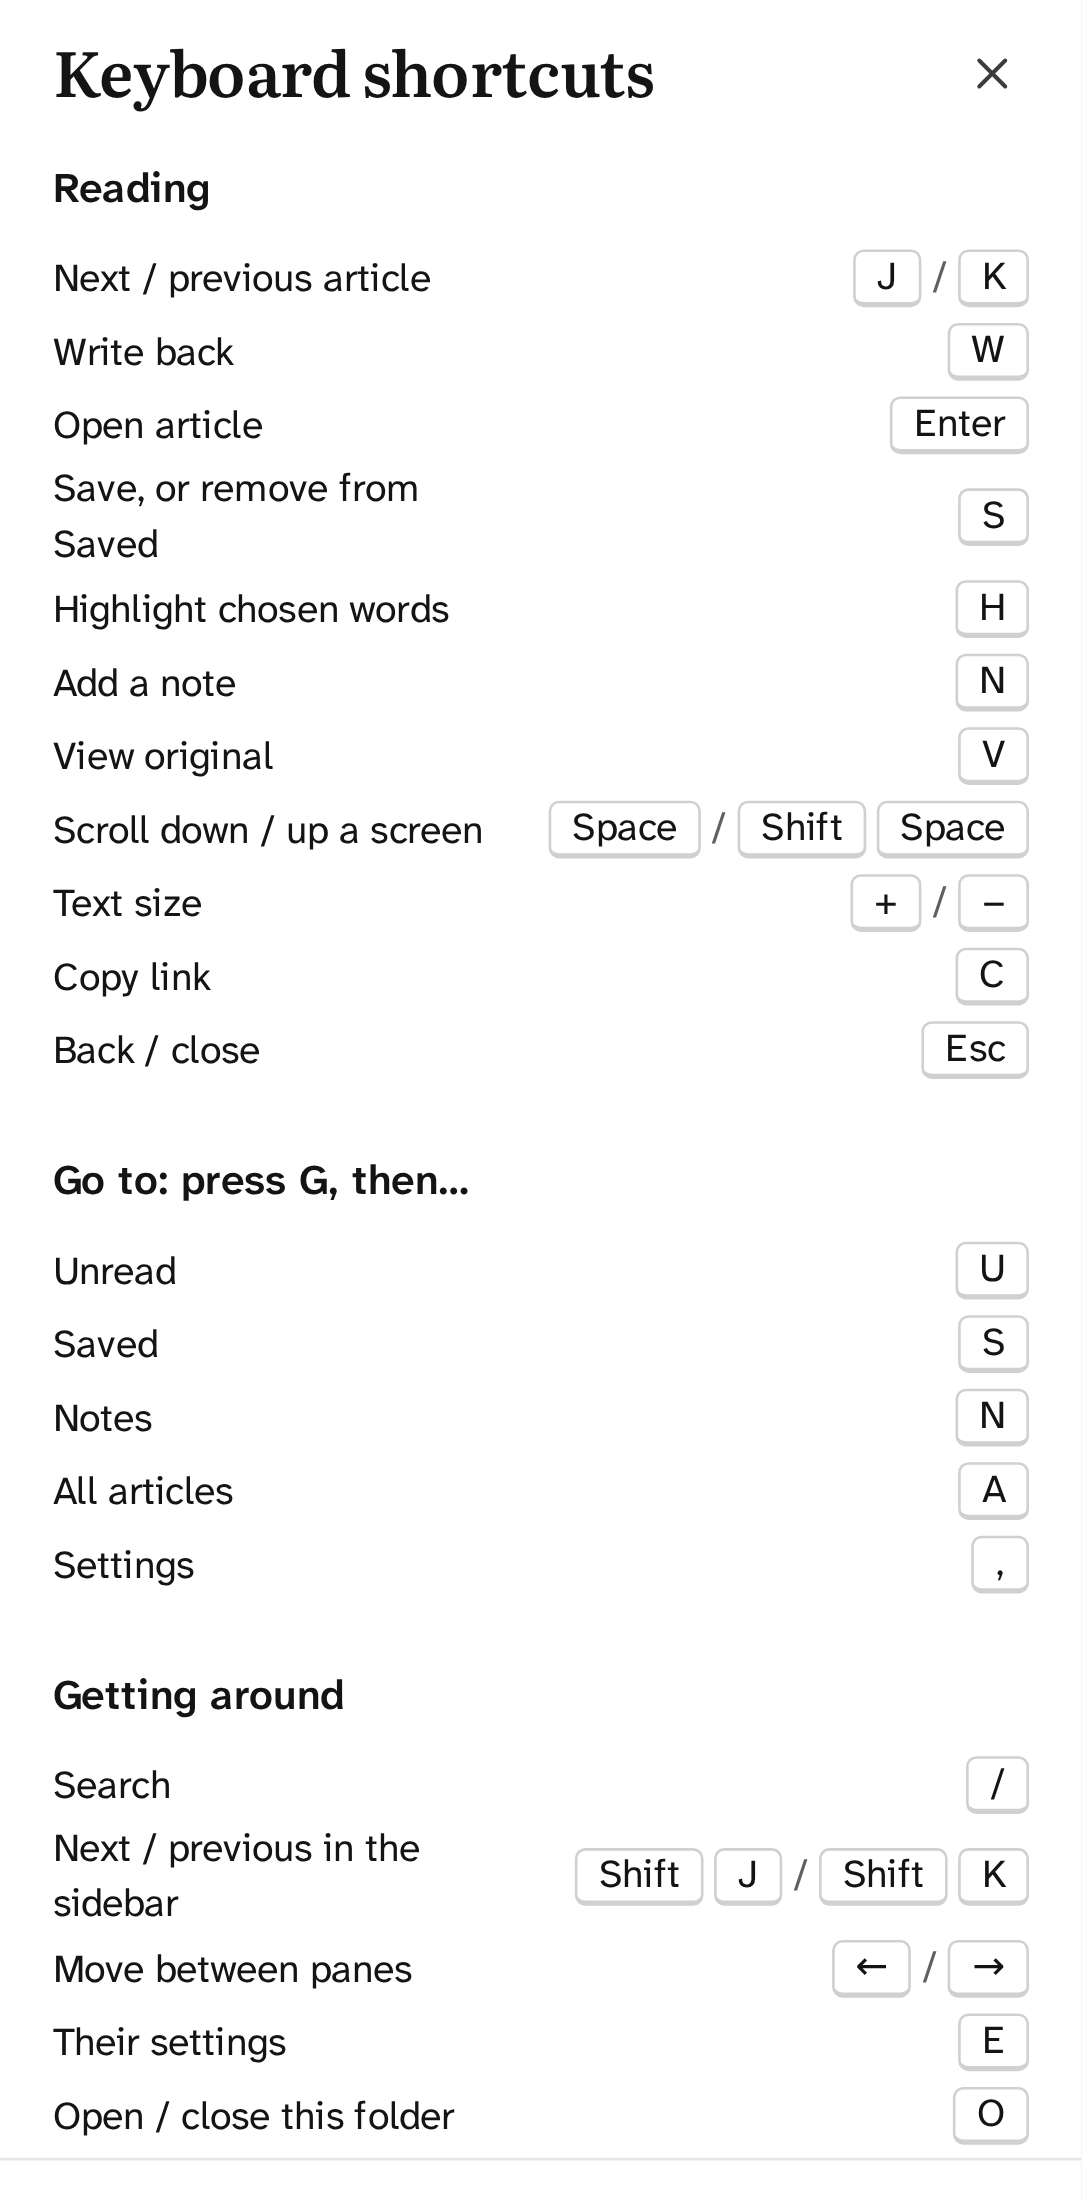 Keyboard shortcuts
Reading
Next / previous article J / K
Write back W
Open article Enter
Save, or remove from
Saved S
Highlight chosen words H
Add a note N
View original V
Scroll down / up a screen Space / Shift Space
Text size + / −
Copy link C
Back / close Esc
Go to: press G, then…
Unread U
Saved S
Notes N
All articles A
Settings ,
Getting around
Search /
Next / previous in the
sidebar Shift J / Shift K
Move between panes ← / →
Their settings E
Open / close this folder O